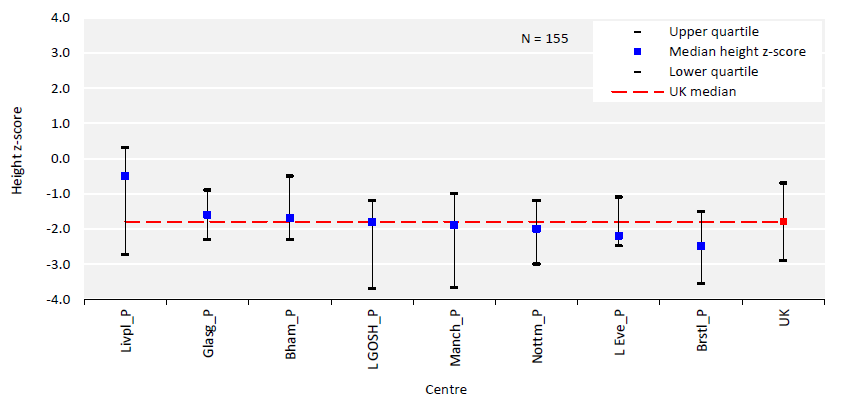 4.0
3.0
2.0
1.0
0.0
-1.0
-2.0
-3.0
-4.0
Height z-score
N = 155
Upper quartile
Median height z-score
Lower quartile
UK median
Livpl_P
Glasg_P
Bham_P
L GOSH_P
Manch_P
Nottm_P
L Eve_P
Brstl_P
UK
Centre